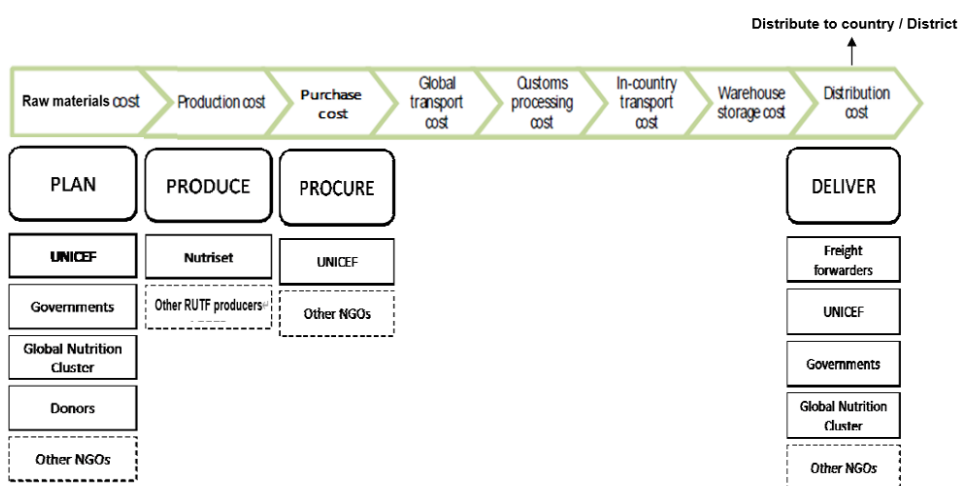 Distribute to country / District
Raw materials cost
Production cost
Purchase
cost
Global
transport
cost
Customs
processing
cost
In-country
transport
cost
Warehouse
storage cost
Distribution
cost
PLAN
PRODUCE
PROCURE
DELIVER
UNICEF
Governments
Global Nutrition
Cluster
Donors
Other NGOs
Nutriset
Other RUTF producers
UNICEF
Other NGOs
Freight
forwarders
UNICEF
Governments
Global Nutrition
Cluster
Other NGOs